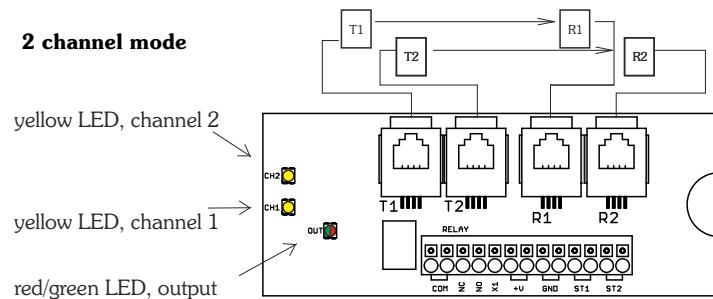 2 channel mode
T1
R1
T2
R2
yellow LED, channel 2
CH2
yellow LED, channel 1
CH1
OUT
red/green LED, output
T1
T2
R1
R2
RELAY
COM NC NO X1 +V GND ST1 ST2